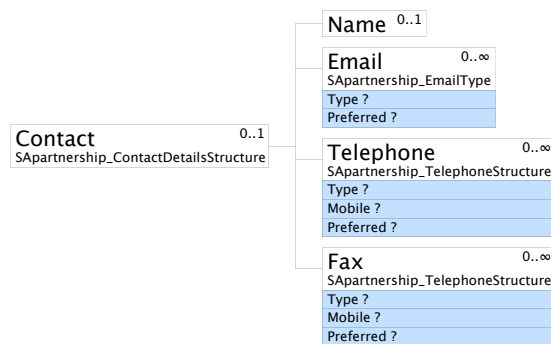 Name 0..1
Email 0..∞
SApartnership_EmailType
Type ?
Preferred ?
Contact 0..1
SApartnership_ContactDetailsStructure
Telephone 0..∞
SApartnership_TelephoneStructure
Type ?
Mobile ?
Preferred ?
Fax 0..∞
SApartnership_TelephoneStructure
Type ?
Mobile ?
Preferred ?